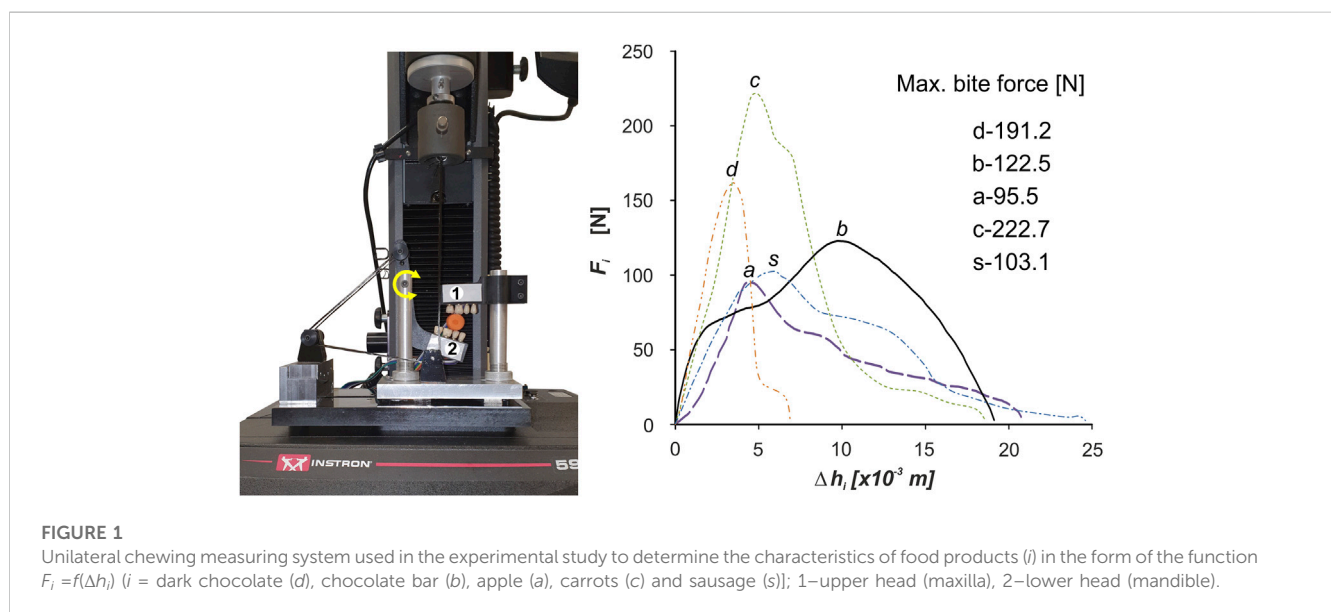 1
2
INSTRON
59
250
200
150
100
50
0
F_i [N]
0 5 10 15 20 25
Δh_i [x10⁻³ m]
c
d
b
a s
Max. bite force [N]
d-191.2
b-122.5
a-95.5
c-222.7
s-103.1
FIGURE 1
Unilateral chewing measuring system used in the experimental study to determine the characteristics of food products (i) in the form of the function
F_i =f(Δh_i) (i = dark chocolate (d), chocolate bar (b), apple (a), carrots (c) and sausage (s)]; 1–upper head (maxilla), 2–lower head (mandible).